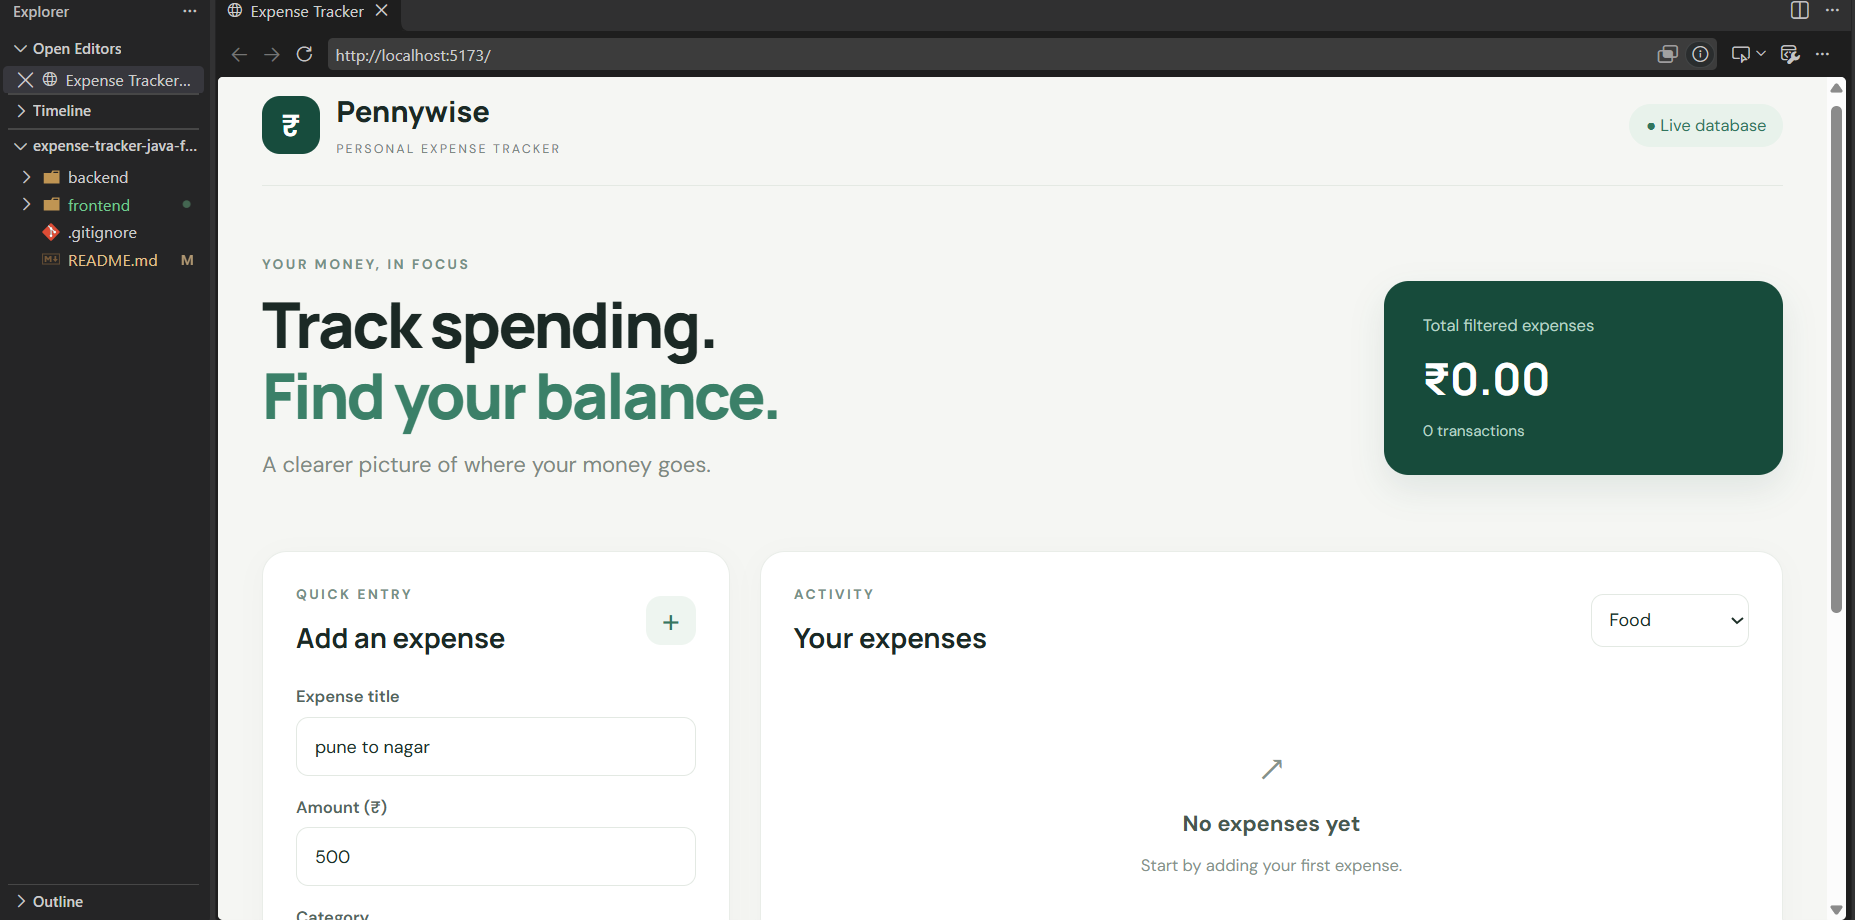 Explorer
Open Editors
Expense Tracker...
Timeline
expense-tracker-java-f...
backend
frontend
.gitignore
README.md M
Outline
Expense Tracker
http://localhost:5173/
₹
Pennywise
PERSONAL EXPENSE TRACKER
Live database
YOUR MONEY, IN FOCUS
Track spending.
Find your balance.
A clearer picture of where your money goes.
Total filtered expenses
₹0.00
0 transactions
QUICK ENTRY
Add an expense
+
Expense title
pune to nagar
Amount (₹)
500
Category
ACTIVITY
Your expenses
Food
No expenses yet
Start by adding your first expense.